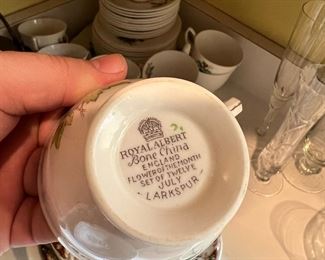 ROYAL ALBERT
Bone China
ENGLAND
FLOWER OF THE MONTH
SET OF TWELVE
JULY
LARKSPUR